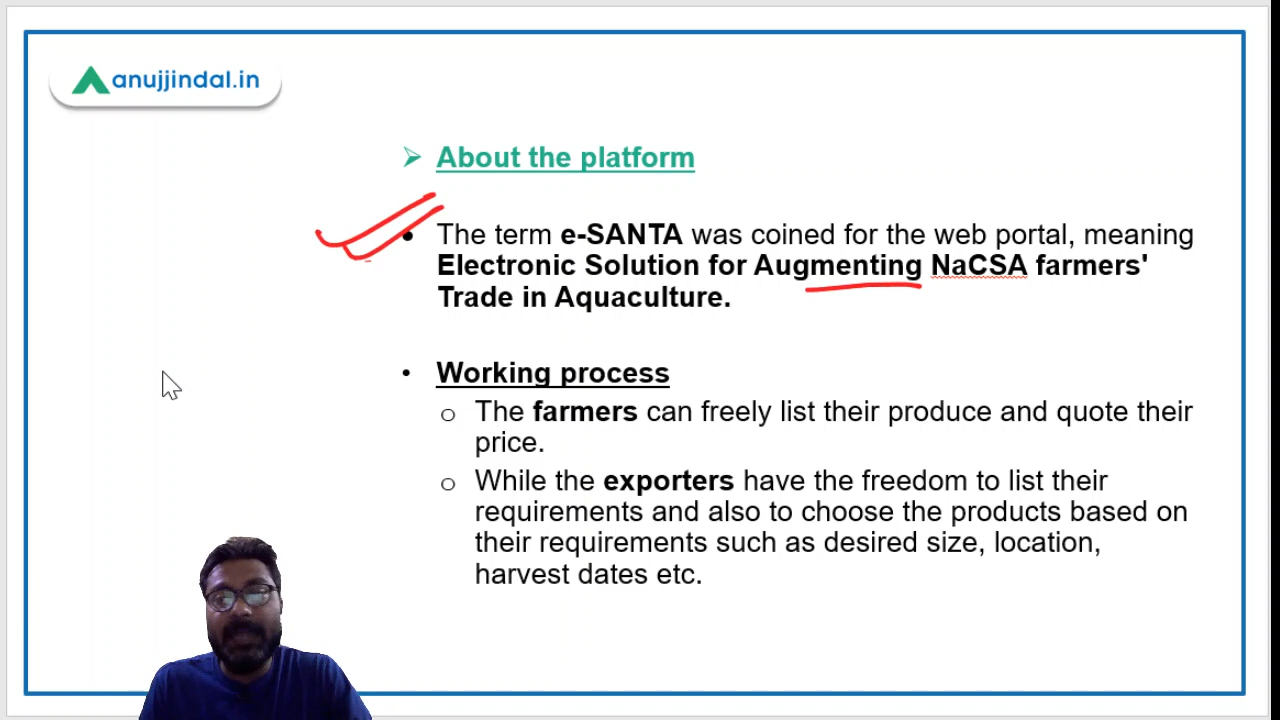 anujjindal.in
➢ About the platform
• The term e-SANTA was coined for the web portal, meaning
Electronic Solution for Augmenting NaCSA farmers'
Trade in Aquaculture.
• Working process
o The farmers can freely list their produce and quote their
price.
o While the exporters have the freedom to list their
requirements and also to choose the products based on
their requirements such as desired size, location,
harvest dates etc.